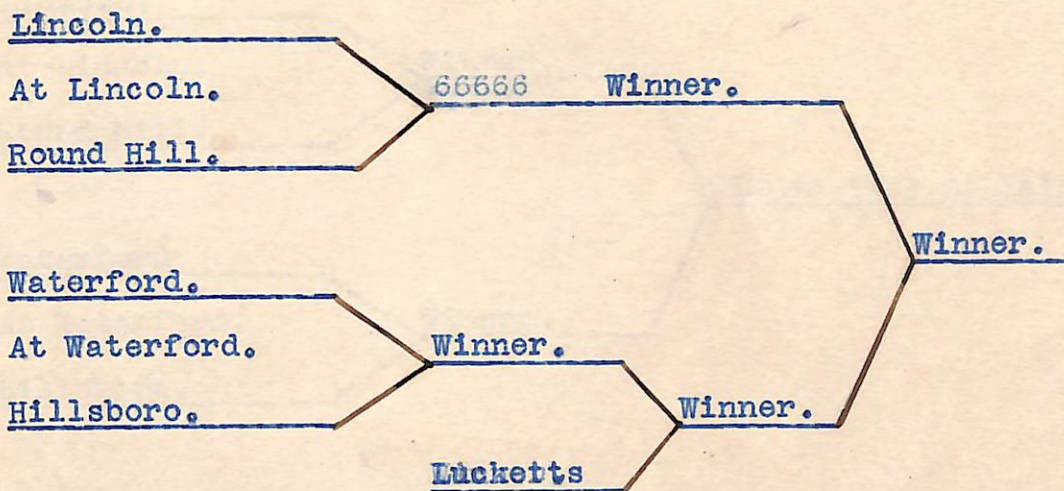 Lincoln.
At Lincoln.
66666 Winner.
Round Hill.
Winner.
Waterford.
At Waterford.
Winner.
Hillsboro.
Winner.
Lucketts